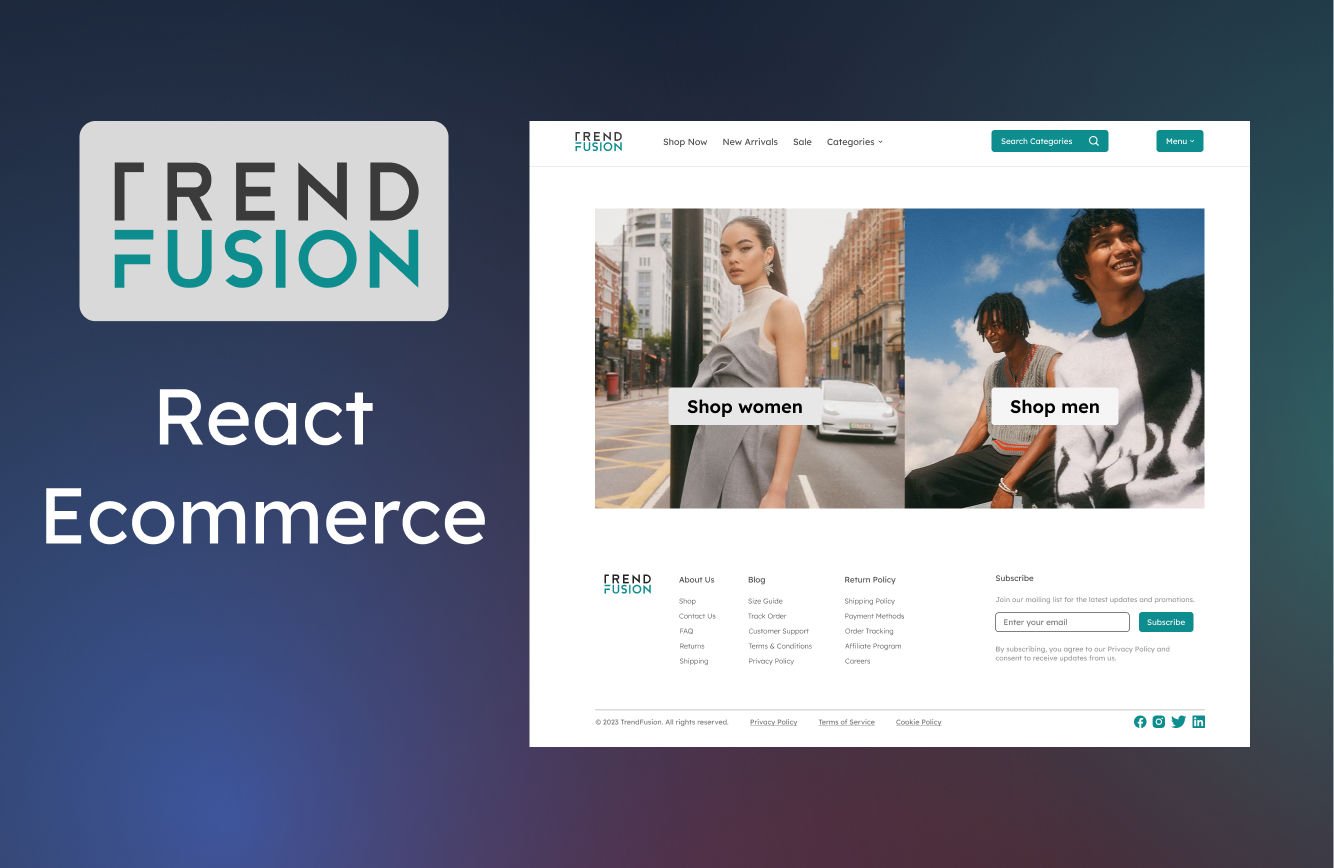 TREND
FUSION
React
Ecommerce
TREND
FUSION
Shop Now New Arrivals Sale Categories
Search Categories
Menu
Shop women
Shop men
TREND
FUSION
About Us
Shop
Contact Us
FAQ
Returns
Shipping
Blog
Size Guide
Track Order
Customer Support
Terms & Conditions
Privacy Policy
Return Policy
Shipping Policy
Payment Methods
Order Tracking
Affiliate Program
Careers
Subscribe
Join our mailing list for the latest updates and promotions.
Enter your email
Subscribe
By subscribing, you agree to our Privacy Policy and
consent to receive updates from us.
© 2023 TrendFusion. All rights reserved. Privacy Policy Terms of Service Cookie Policy